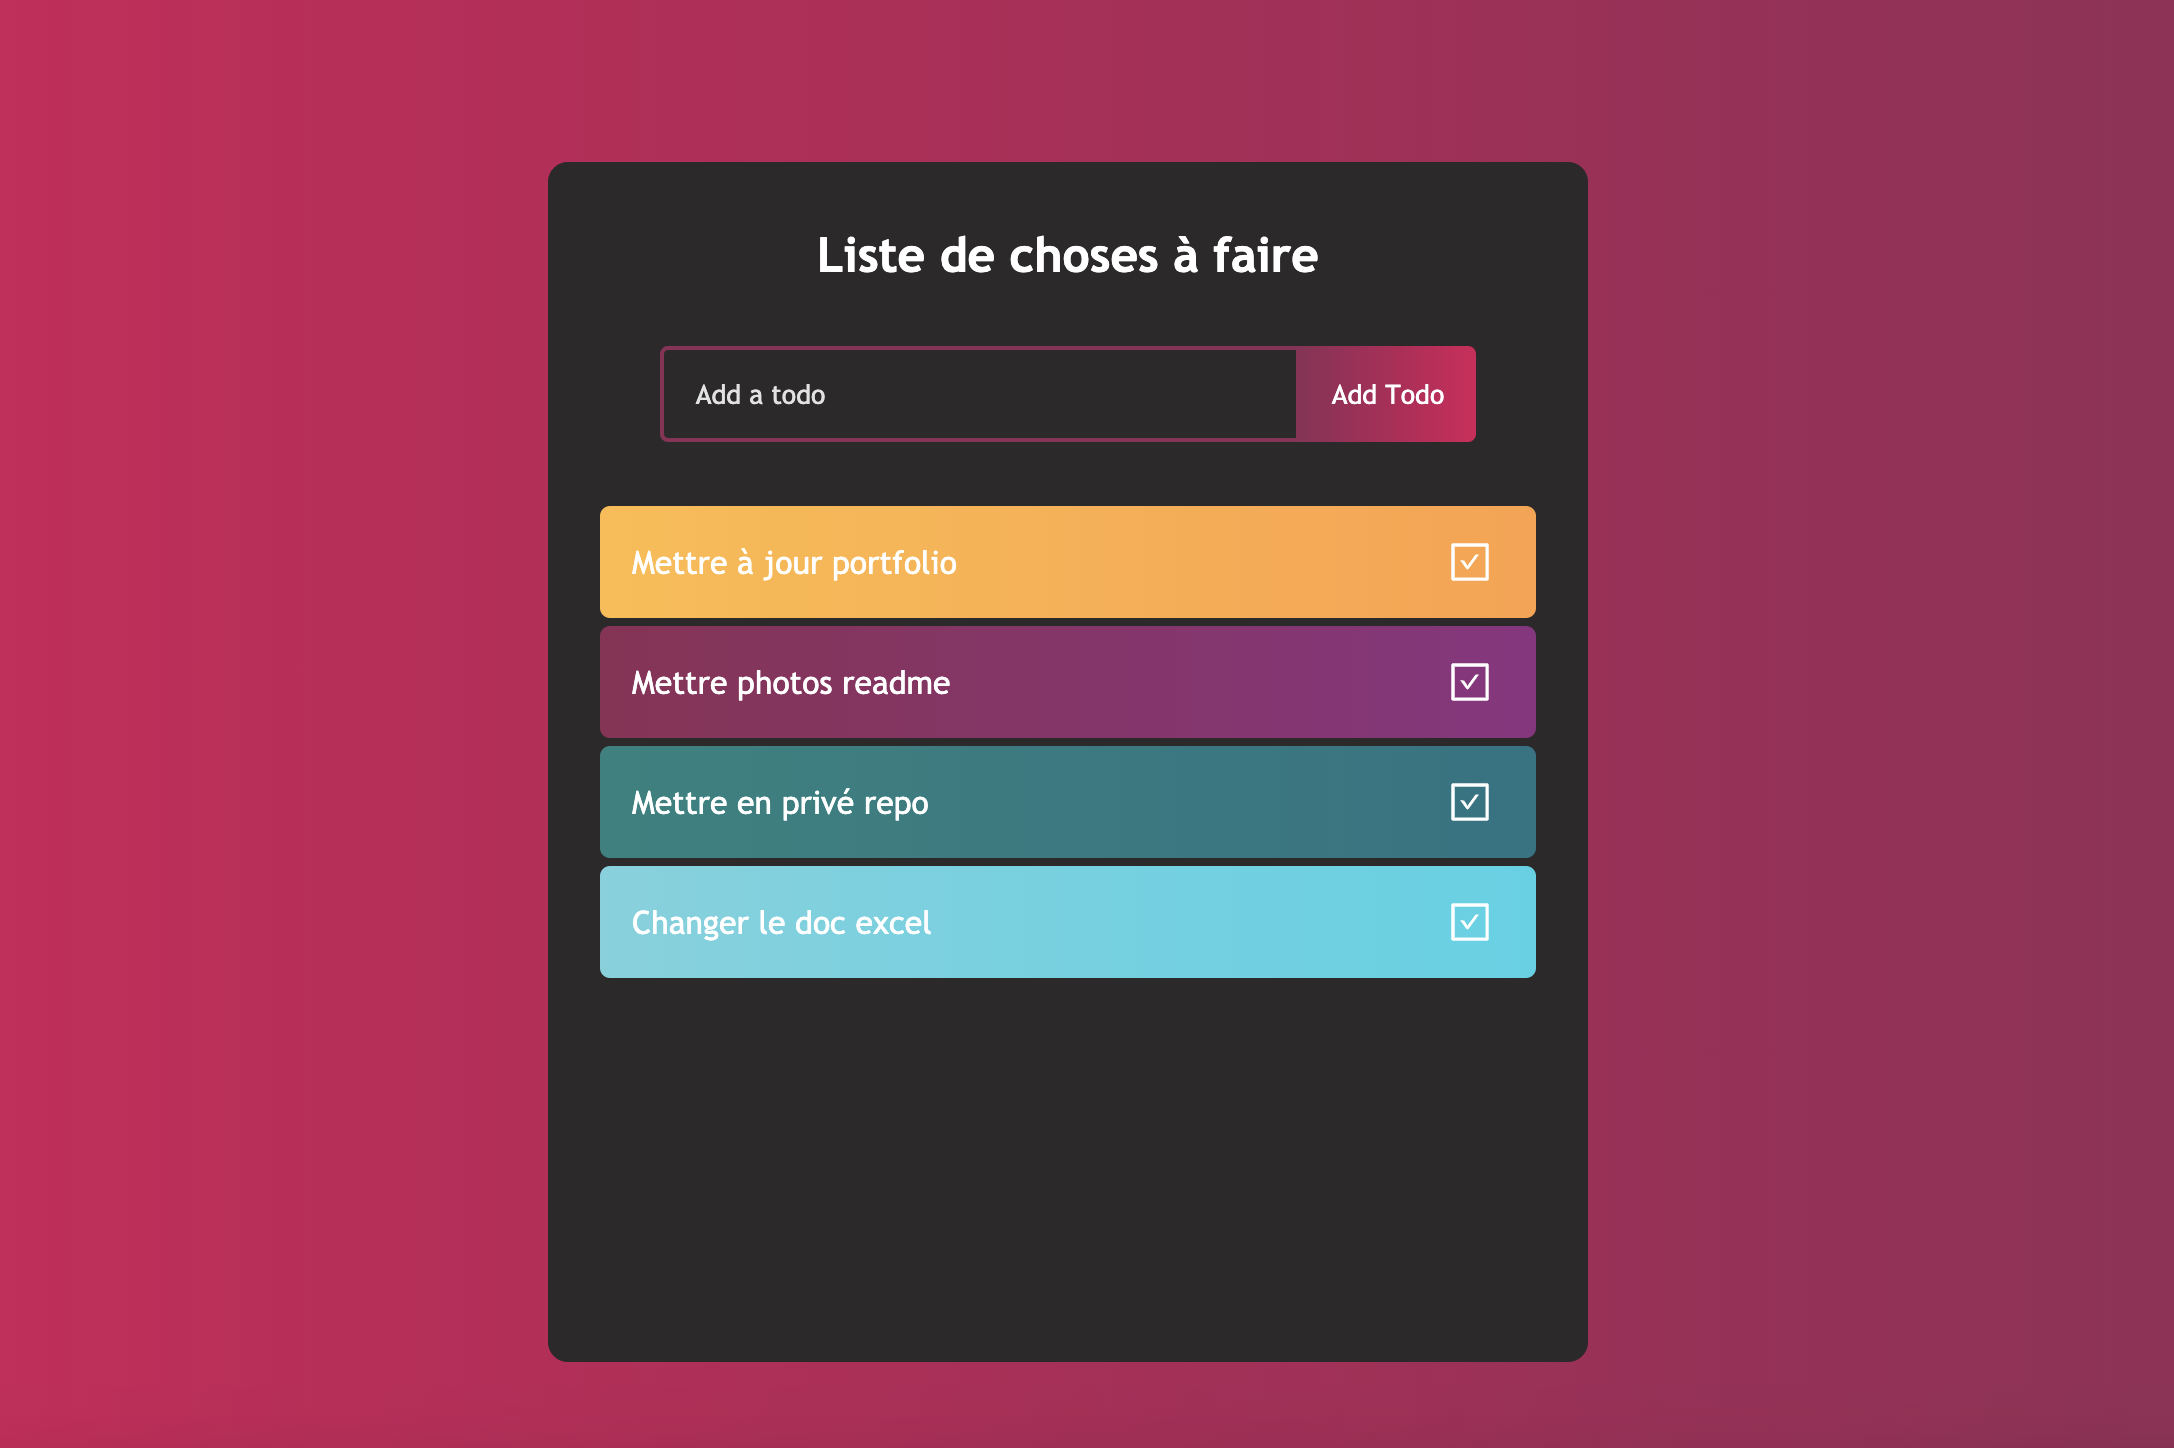 Liste de choses à faire
Add a todo
Add Todo
Mettre à jour portfolio
Mettre photos readme
Mettre en privé repo
Changer le doc excel